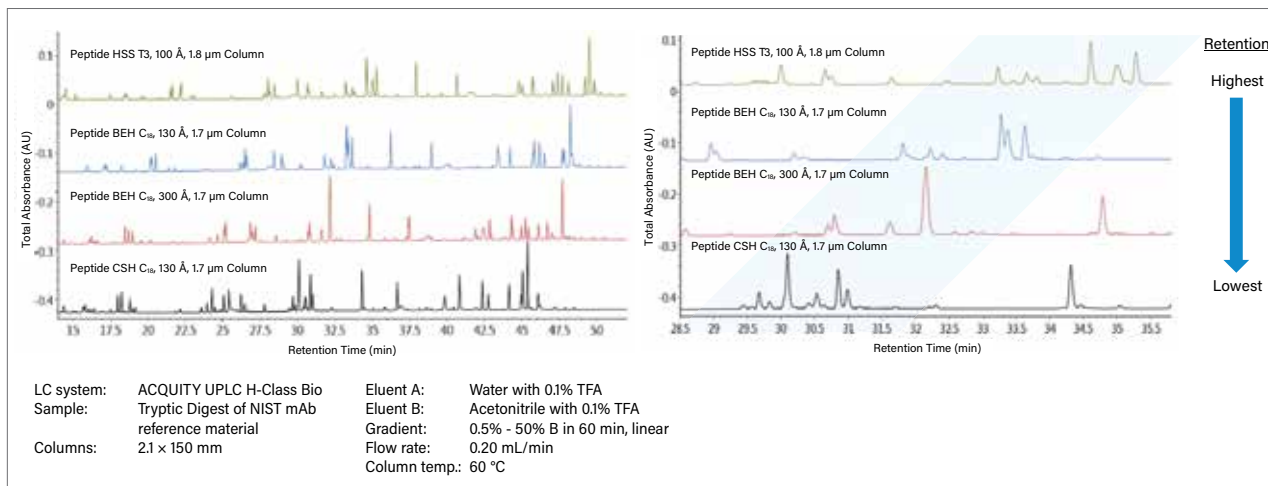 Peptide HSS T3, 100 Å, 1.8 µm Column
Peptide BEH C₁₈, 130 Å, 1.7 µm Column
Peptide BEH C₁₈, 300 Å, 1.7 µm Column
Peptide CSH C₁₈, 130 Å, 1.7 µm Column
Total Absorbance (AU)
0.1
0
-0.1
-0.2
-0.3
-0.4
15 17.5 20 22.5 25 27.5 30 32.5 35 37.5 40 42.5 45 47.5 50
Retention Time (min)
Peptide HSS T3, 100 Å, 1.8 µm Column
Peptide BEH C₁₈, 130 Å, 1.7 µm Column
Peptide BEH C₁₈, 300 Å, 1.7 µm Column
Peptide CSH C₁₈, 130 Å, 1.7 µm Column
Total Absorbance (AU)
0.1
0
-0.1
-0.2
-0.3
-0.4
28.5 29 29.5 30 30.5 31 31.5 32 32.5 33 33.5 34 34.5 35 35.5
Retention Time (min)
Retention
Highest
Lowest
LC system: ACQUITY UPLC H-Class Bio
Sample: Tryptic Digest of NIST mAb
reference material
Columns: 2.1 × 150 mm
Eluent A: Water with 0.1% TFA
Eluent B: Acetonitrile with 0.1% TFA
Gradient: 0.5% - 50% B in 60 min, linear
Flow rate: 0.20 mL/min
Column temp.: 60 °C